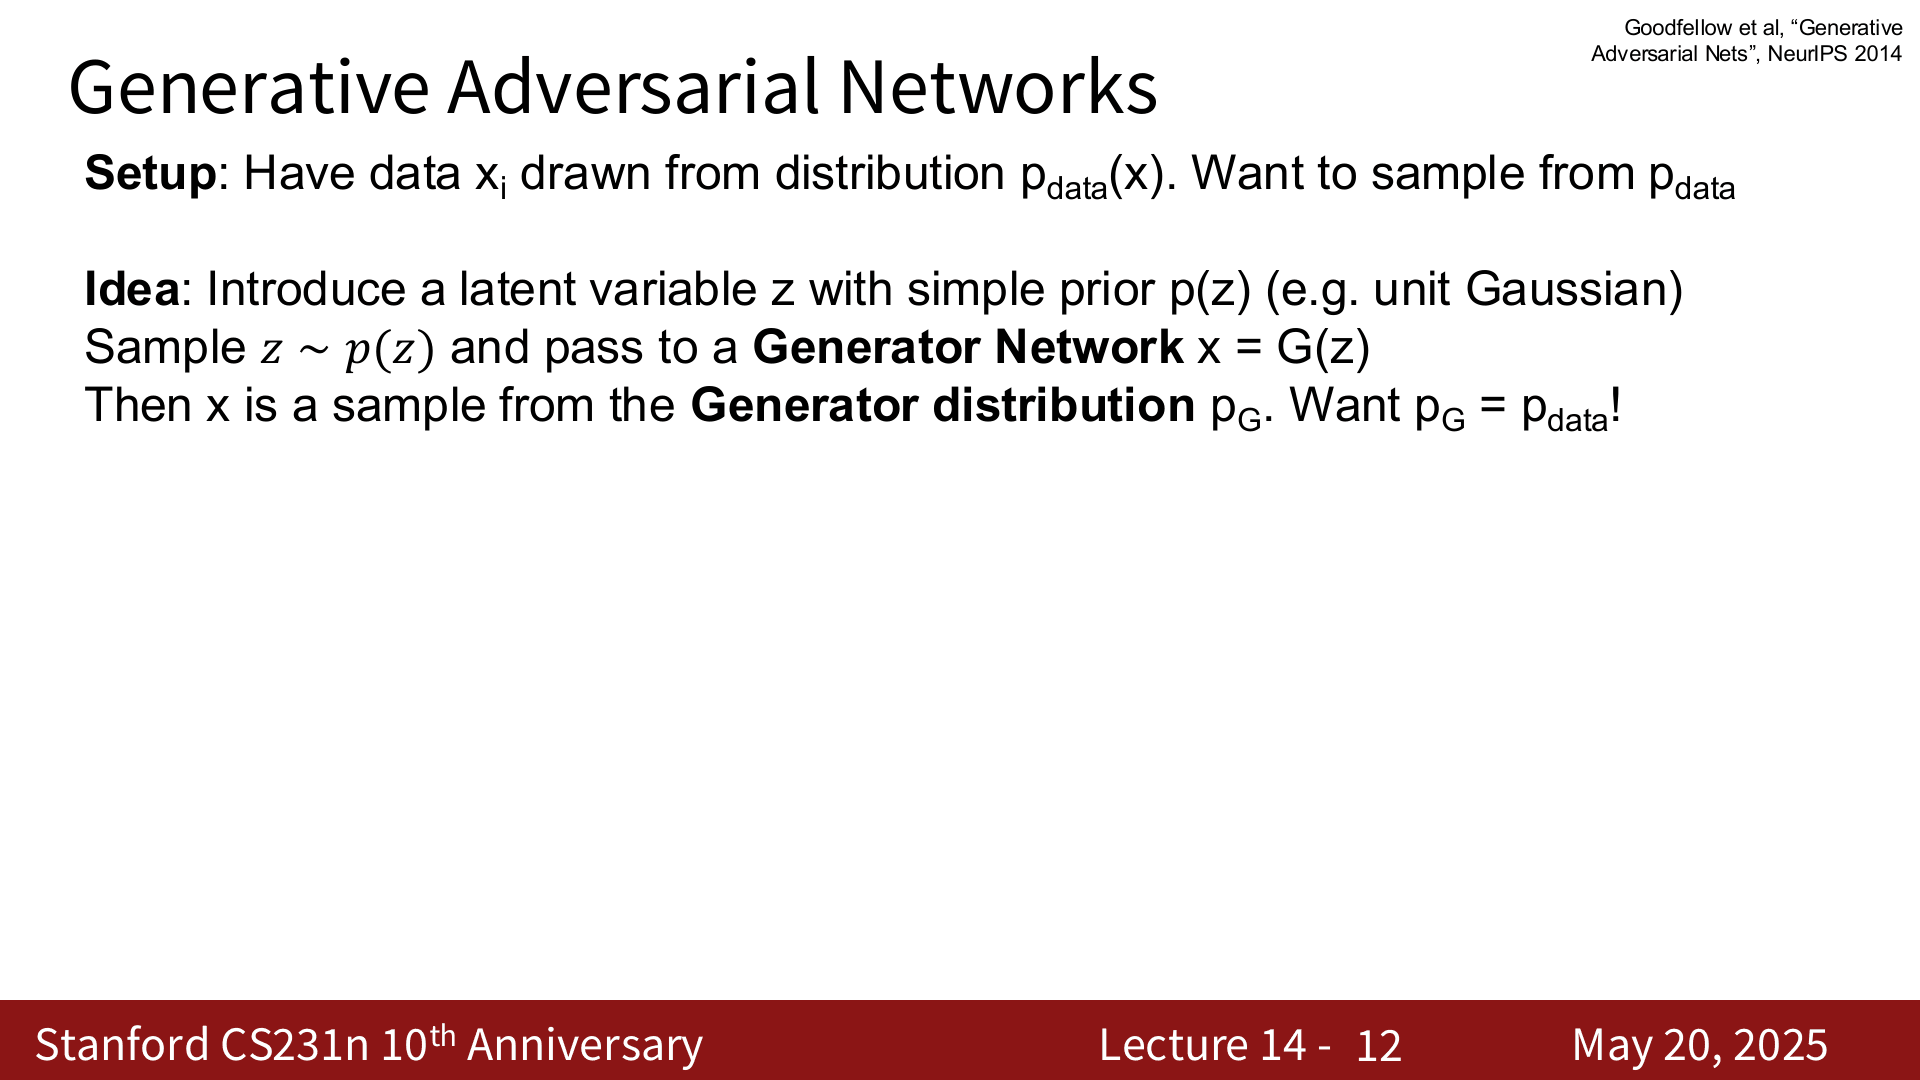 Goodfellow et al, “Generative
Adversarial Nets”, NeurIPS 2014
Generative Adversarial Networks
Setup: Have data xi drawn from distribution pdata(x). Want to sample from pdata
Idea: Introduce a latent variable z with simple prior p(z) (e.g. unit Gaussian)
Sample 𝑧 ~ 𝑝(𝑧) and pass to a Generator Network x = G(z)
Then x is a sample from the Generator distribution pG. Want pG = pdata!
Stanford CS231n 10th Anniversary
Lecture 14 - 12
May 20, 2025